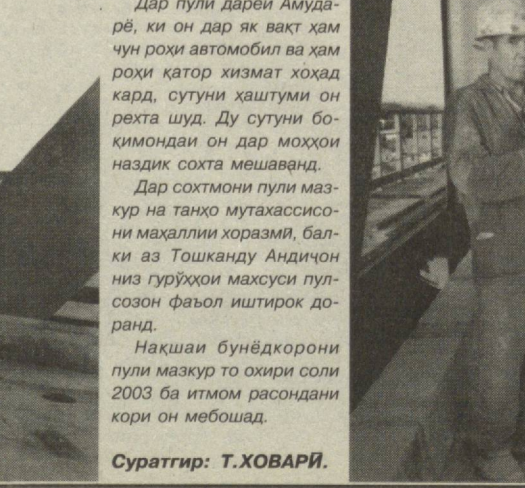 Дар пули дарёи Амуда-
рё, ки он дар як вақт ҳам
чун роҳи автомобил ва ҳам
роҳи қатор хизмат хоҳад
кард, сутуни ҳаштуми он
рехта шуд. Ду сутуни бо-
қимондаи он дар моҳҳои
наздик сохта мешаванд.
Дар сохтмони пули маз-
кур на танҳо мутахассисо-
ни маҳаллии хоразмӣ, бал-
ки аз Тошканду Андиҷон
низ гурӯҳҳои махсуси пул-
созон фаъол иштирок до-
ранд.
Нақшаи бунёдкорони
пули мазкур то охири соли
2003 ба итмом расондани
кори он мебошад.
Суратгир: Т.ХОВАРӢ.